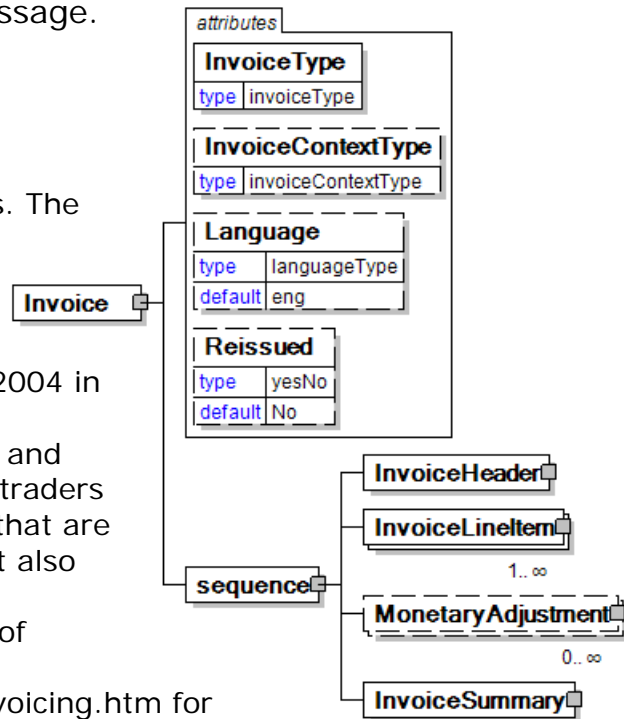 ssage.
s. The
2004 in
and
traders
that are
t also
of
voicing.htm for
attributes
InvoiceType
type invoiceType
InvoiceContextType
type invoiceContextType
Language
type languageType
default eng
Reissued
type yesNo
default No
Invoice
sequence
InvoiceHeader
InvoiceLineItem
1..∞
MonetaryAdjustment
0..∞
InvoiceSummary